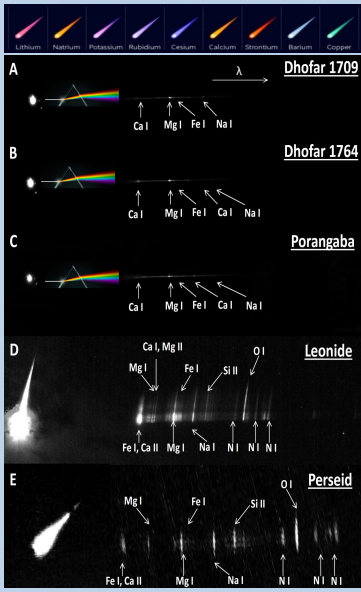 Lithium Natrium Potassium Rubidium Cesium Calcium Strontium Barium Copper
A λ Dhofar 1709
Ca I Mg I Fe I Na I
B Dhofar 1764
Ca I Mg I Fe I Ca I Na I
C Porangaba
Ca I Mg I Fe I Ca I Na I
D Leonide
Ca I, Mg II O I
Mg I Fe I Si II
Fe I, Ca II Mg I Na I N I N I N I
E Perseid
O I
Mg I Fe I Si II
Fe I, Ca II Mg I Na I N I N I N I